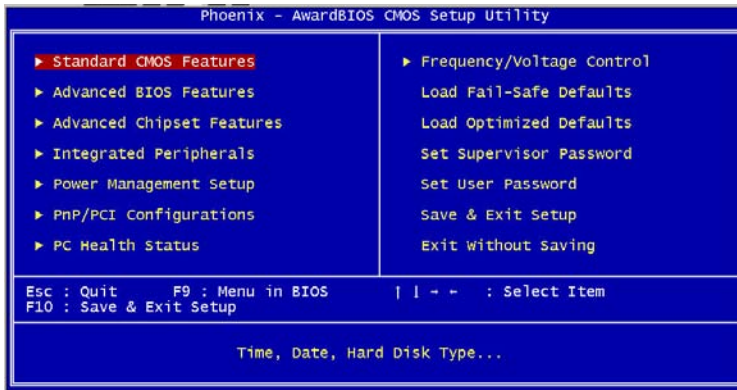 Phoenix - AwardBIOS CMOS Setup Utility
▶ Standard CMOS Features
▶ Advanced BIOS Features
▶ Advanced Chipset Features
▶ Integrated Peripherals
▶ Power Management Setup
▶ PnP/PCI Configurations
▶ PC Health Status
▶ Frequency/Voltage Control
Load Fail-Safe Defaults
Load Optimized Defaults
Set Supervisor Password
Set User Password
Save & Exit Setup
Exit Without Saving
Esc : Quit F9 : Menu in BIOS ↑ ↓ → ← : Select Item
F10 : Save & Exit Setup
Time, Date, Hard Disk Type...